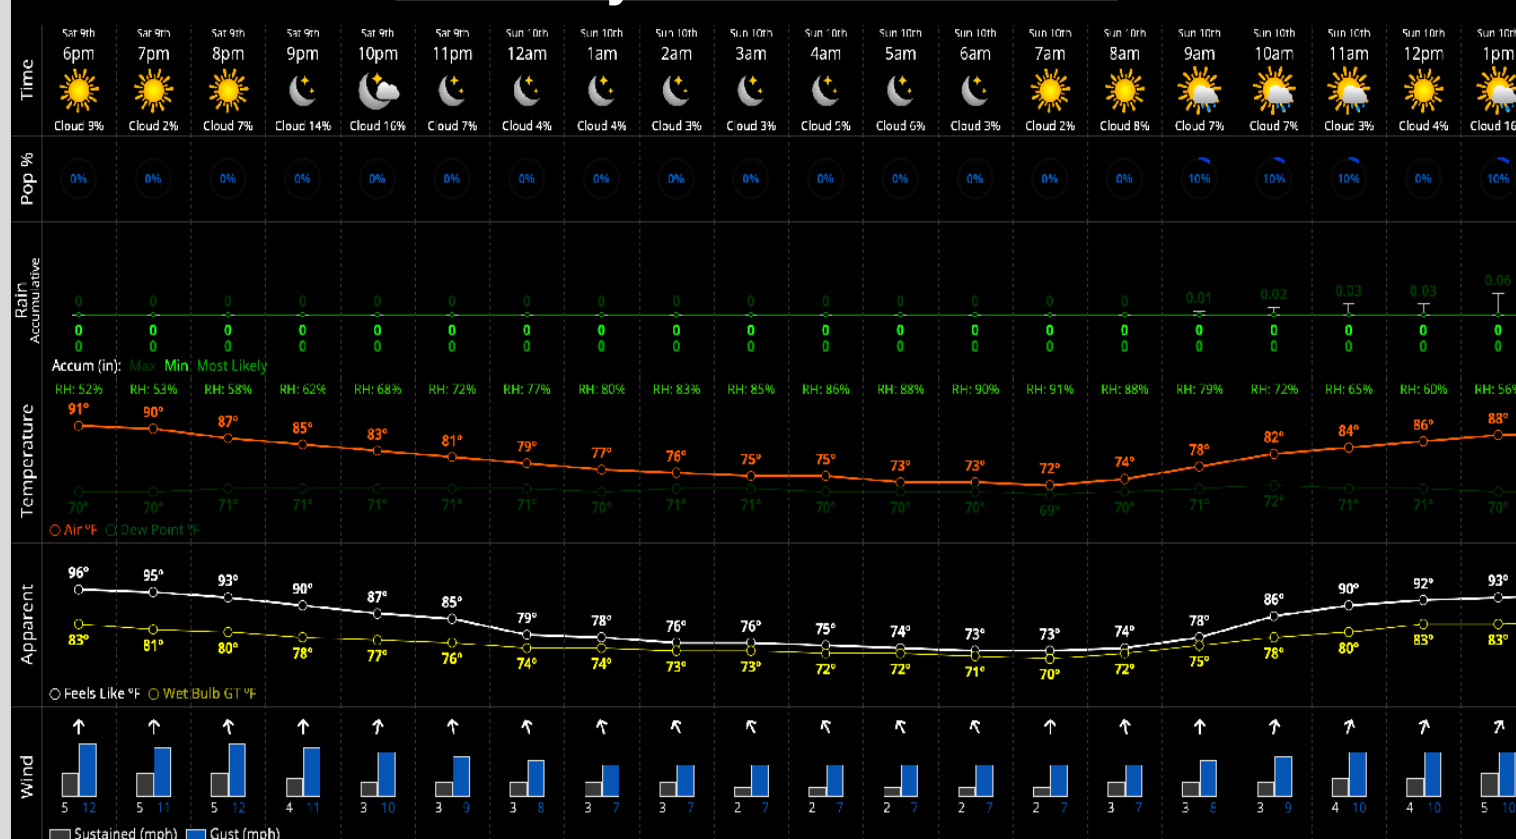 Sat 9th Sat 9th Sat 9th Sat 9th Sat 9th Sat 9th Sun 10th Sun 10th Sun 10th Sun 10th Sun 10th Sun 10th Sun 10th Sun 10th Sun 10th Sun 10th Sun 10th Sun 10th Sun 10th Sun 10th
Time 6pm 7pm 8pm 9pm 10pm 11pm 12am 1am 2am 3am 4am 5am 6am 7am 8am 9am 10am 11am 12pm 1pm
Cloud 9% Cloud 2% Cloud 7% Cloud 14% Cloud 16% Cloud 7% Cloud 4% Cloud 4% Cloud 3% Cloud 3% Cloud 5% Cloud 6% Cloud 3% Cloud 2% Cloud 8% Cloud 7% Cloud 7% Cloud 3% Cloud 4% Cloud 16
Pop % 0% 0% 0% 0% 0% 0% 0% 0% 0% 0% 0% 0% 0% 0% 0% 10% 10% 10% 0% 10%
Rain
Accumulative
0 0 0 0 0 0 0 0 0 0 0 0 0 0 0 0.01 0.02 0.03 0.03 0.06
0 0 0 0 0 0 0 0 0 0 0 0 0 0 0 0 0 0 0 0
0 0 0 0 0 0 0 0 0 0 0 0 0 0 0 0 0 0 0 0
Accum (in): Max Min Most Likely
RH: 52% RH: 53% RH: 58% RH: 62% RH: 68% RH: 72% RH: 77% RH: 80% RH: 83% RH: 85% RH: 86% RH: 88% RH: 90% RH: 91% RH: 88% RH: 79% RH: 72% RH: 65% RH: 60% RH: 56%
Temperature
91° 90° 87° 85° 83° 81° 79° 77° 76° 75° 75° 73° 73° 72° 74° 78° 82° 84° 86° 88°
70° 70° 71° 71° 71° 71° 71° 70° 71° 71° 70° 70° 70° 69° 70° 71° 72° 71° 71° 70°
Air °F Dew Point °F
Apparent
96° 95° 93° 90° 87° 85° 79° 78° 76° 76° 75° 74° 73° 73° 74° 78° 86° 90° 92° 93°
83° 81° 80° 78° 77° 76° 74° 74° 73° 73° 72° 72° 71° 70° 72° 75° 78° 80° 83° 83°
Feels Like °F Wet Bulb GT °F
Wind
5 12 5 11 5 12 4 11 3 10 3 9 3 8 3 7 3 7 2 7 2 7 2 7 2 7 3 7 3 7 3 8 3 9 4 10 4 10 5 10
Sustained (mph) Gust (mph)